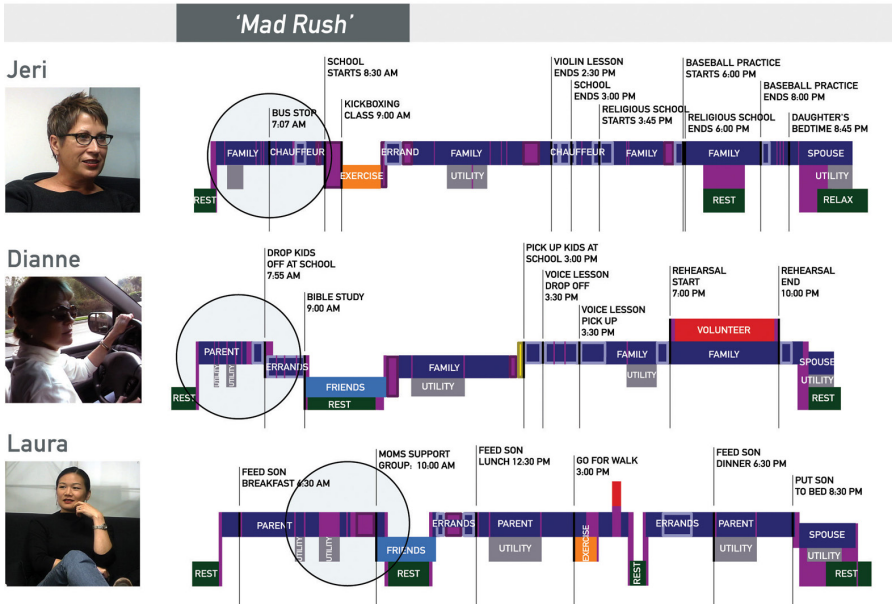 'Mad Rush'
Jeri
SCHOOL
STARTS 8:30 AM
VIOLIN LESSON
ENDS 2:30 PM
BASEBALL PRACTICE
STARTS 6:00 PM
SCHOOL
ENDS 3:00 PM
BASEBALL PRACTICE
ENDS 8:00 PM
BUS STOP
7:07 AM
KICKBOXING
CLASS 9:00 AM
RELIGIOUS SCHOOL
STARTS 3:45 PM
RELIGIOUS SCHOOL
ENDS 6:00 PM
DAUGHTER'S
BEDTIME 8:45 PM
FAMILY
CHAUFFEUR
ERRAND
FAMILY
CHAUFFEUR
FAMILY
FAMILY
SPOUSE
EXERCISE
UTILITY
UTILITY
REST
REST
RELAX
Dianne
DROP KIDS
OFF AT SCHOOL
7:55 AM
PICK UP KIDS AT
SCHOOL 3:00 PM
VOICE LESSON
DROP OFF
3:30 PM
REHEARSAL
START
7:00 PM
REHEARSAL
END
10:00 PM
BIBLE STUDY
9:00 AM
VOICE LESSON
PICK UP
3:30 PM
VOLUNTEER
PARENT
ERRANDS
FAMILY
FAMILY
FAMILY
SPOUSE
UTILITY
UTILITY
FRIENDS
UTILITY
UTILITY
UTILITY
REST
REST
REST
Laura
FEED SON
BREAKFAST 6:30 AM
MOMS SUPPORT
GROUP: 10:00 AM
FEED SON
LUNCH 12:30 PM
GO FOR WALK
3:00 PM
FEED SON
DINNER 6:30 PM
PUT SON
TO BED 8:30 PM
PARENT
ERRANDS
PARENT
ERRANDS
PARENT
SPOUSE
UTILITY
UTILITY
FRIENDS
UTILITY
EXERCISE
UTILITY
UTILITY
REST
REST
REST
REST